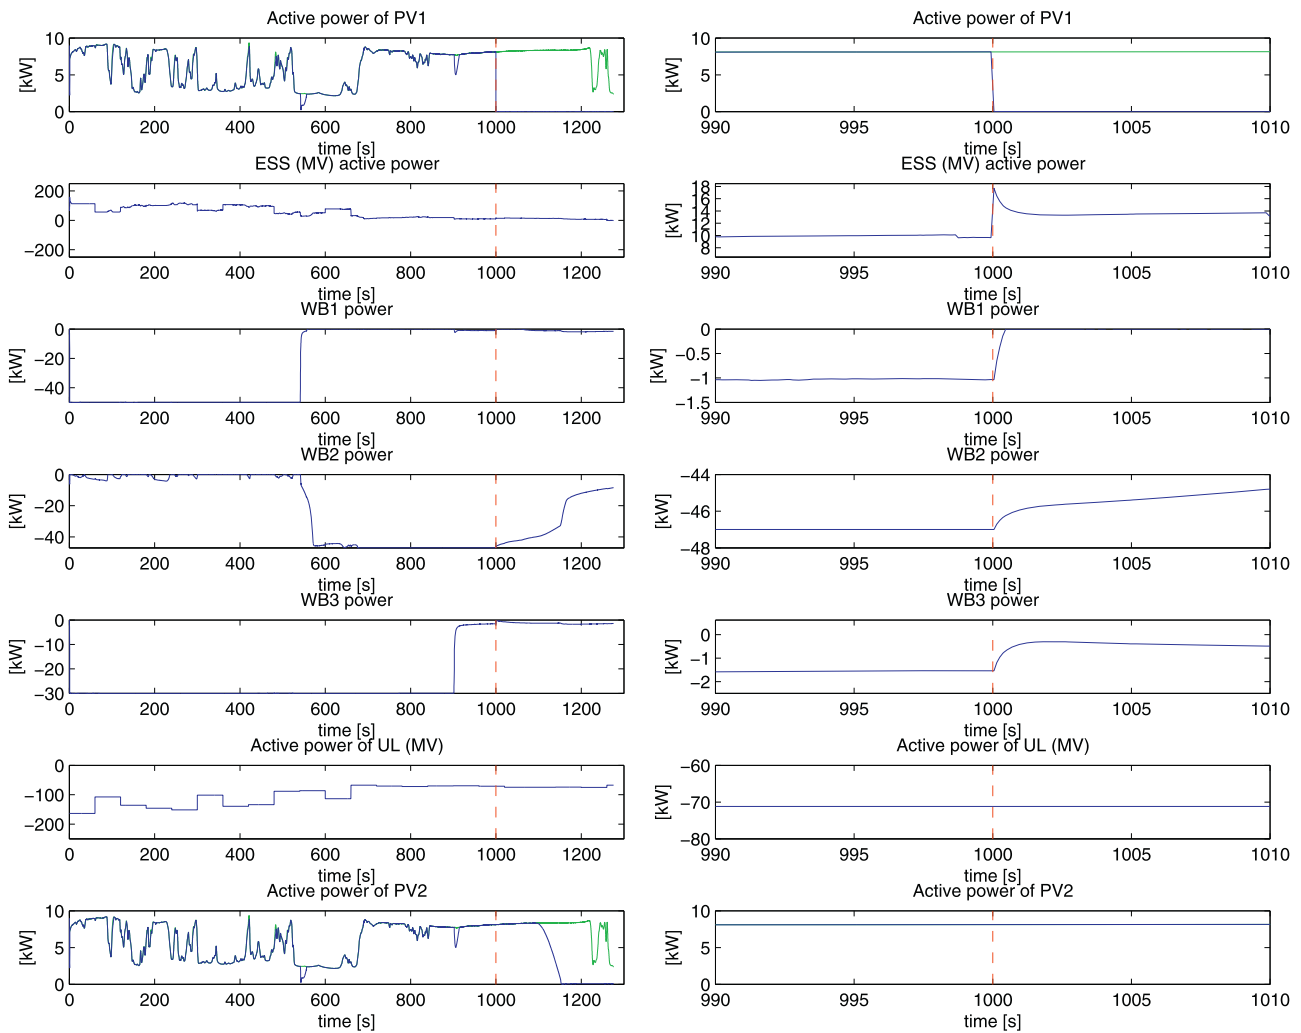 Active power of PV1
[kW]
10
5
0
0 200 400 600 800 1000 1200
time [s]
ESS (MV) active power
[kW]
200
0
−200
0 200 400 600 800 1000 1200
time [s]
WB1 power
[kW]
0
−20
−40
0 200 400 600 800 1000 1200
time [s]
WB2 power
[kW]
0
−20
−40
0 200 400 600 800 1000 1200
time [s]
WB3 power
[kW]
0
−10
−20
−30
0 200 400 600 800 1000 1200
time [s]
Active power of UL (MV)
[kW]
0
−100
−200
0 200 400 600 800 1000 1200
time [s]
Active power of PV2
[kW]
10
5
0
0 200 400 600 800 1000 1200
time [s]
Active power of PV1
[kW]
10
5
0
990 995 1000 1005 1010
time [s]
ESS (MV) active power
[kW]
18
16
14
12
10
8
990 995 1000 1005 1010
time [s]
WB1 power
[kW]
0
−0.5
−1
−1.5
990 995 1000 1005 1010
time [s]
WB2 power
[kW]
−44
−46
−48
990 995 1000 1005 1010
time [s]
WB3 power
[kW]
0
−1
−2
990 995 1000 1005 1010
time [s]
Active power of UL (MV)
[kW]
−60
−70
−80
990 995 1000 1005 1010
time [s]
Active power of PV2
[kW]
10
5
0
990 995 1000 1005 1010
time [s]